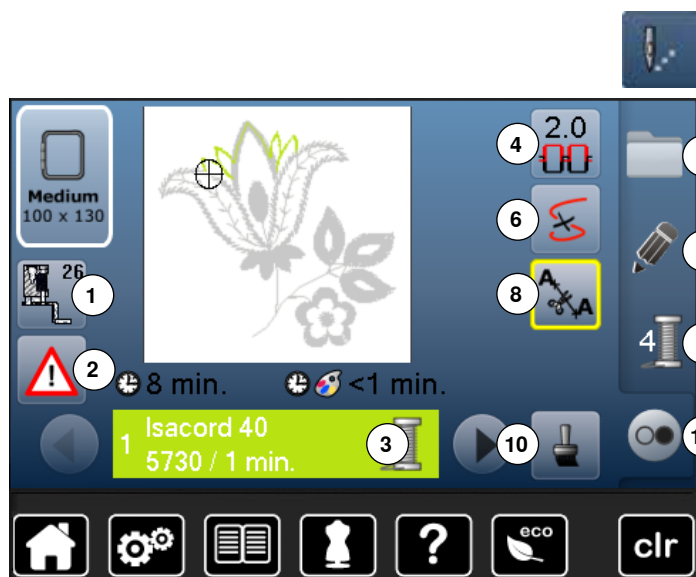 2.0
4
Medium
100 x 130
6
26
1
8
A
A
4
2
8 min.
<1 min.
1 Isacord 40
5730 / 1 min.
3
10
1
?
eco
clr